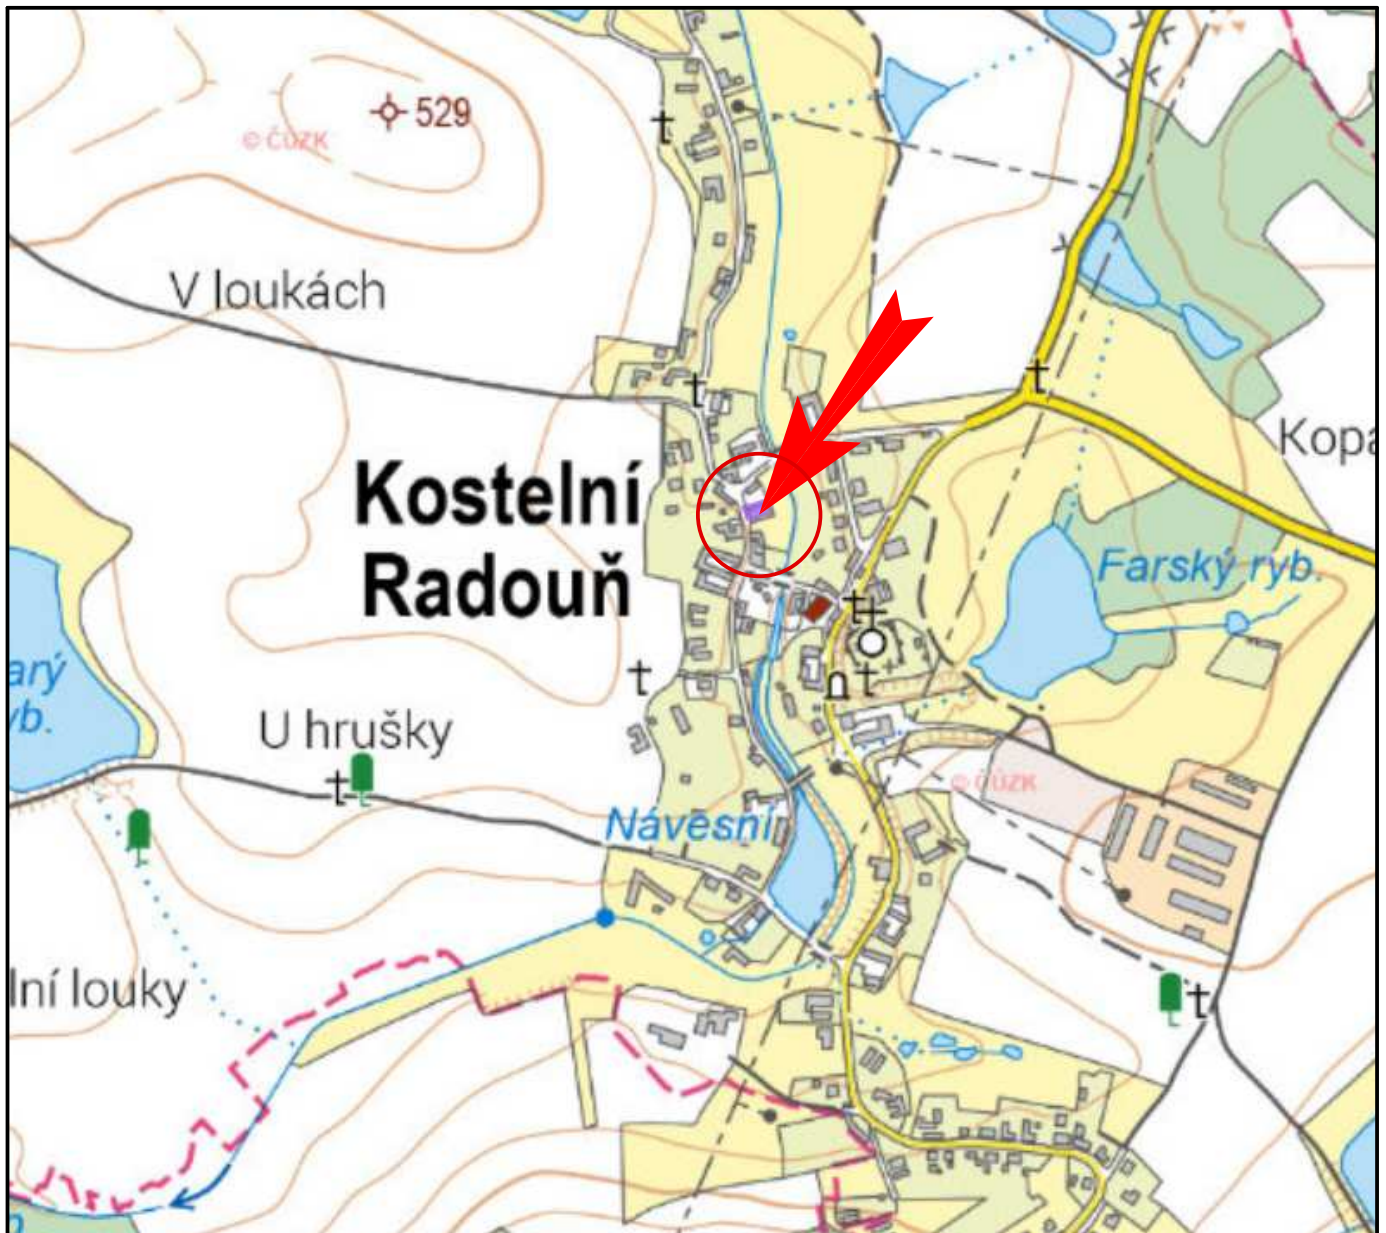 529
© ČÚZK
V loukách
Kopa
Kostelní
Radouň
Farský ryb.
arý
yb.
U hrušky
© ČÚZK
Návesní
lní louky